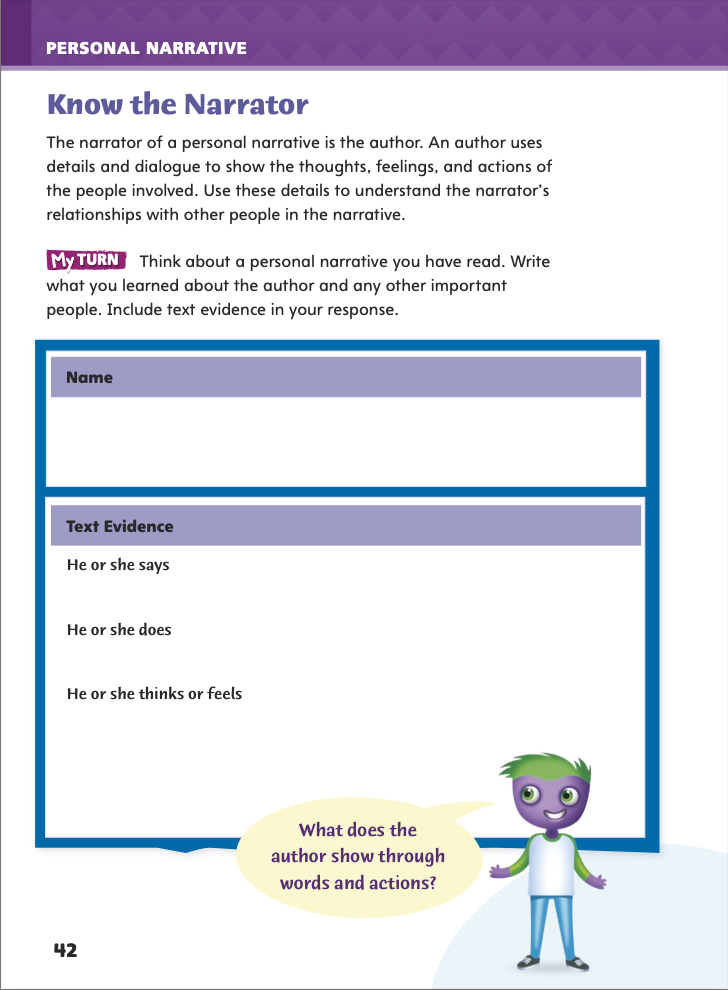 PERSONAL NARRATIVE
Know the Narrator
The narrator of a personal narrative is the author. An author uses
details and dialogue to show the thoughts, feelings, and actions of
the people involved. Use these details to understand the narrator's
relationships with other people in the narrative.
My TURN Think about a personal narrative you have read. Write
what you learned about the author and any other important
people. Include text evidence in your response.
Name
Text Evidence
He or she says
He or she does
He or she thinks or feels
What does the
author show through
words and actions?
42